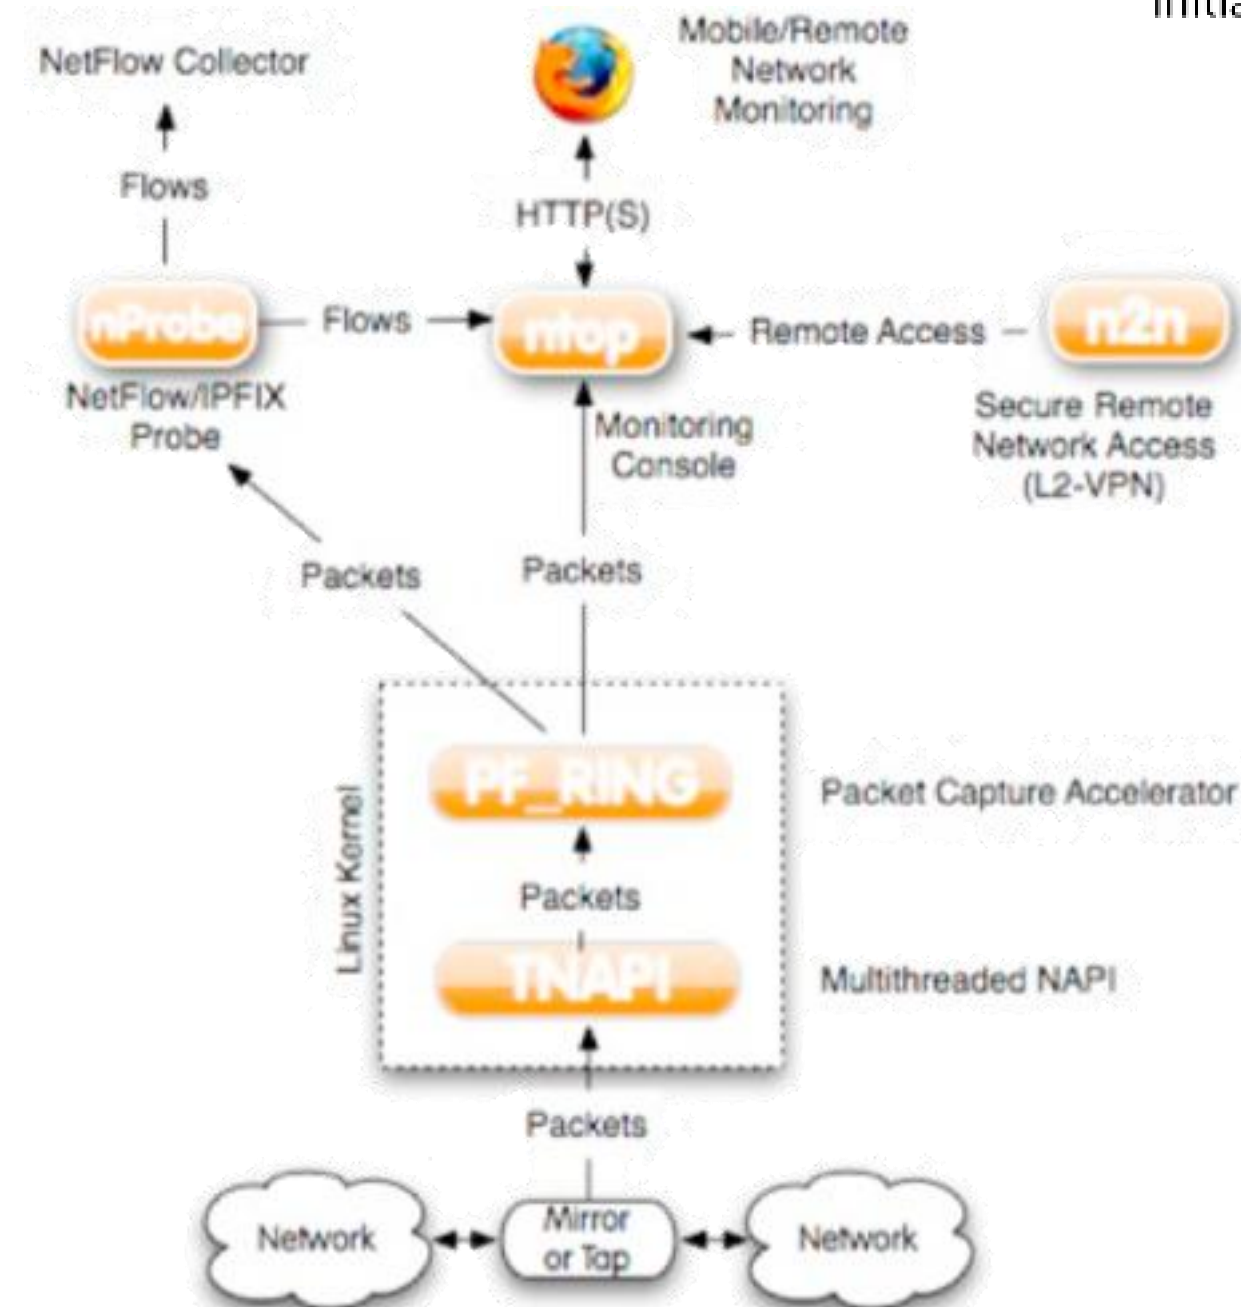 NetFlow Collector
Mobile/Remote
Network
Monitoring
Flows
HTTP(S)
nProbe
Flows
ntop
Remote Access
n2n
NetFlow/IPFIX
Probe
Monitoring
Console
Secure Remote
Network Access
(L2-VPN)
Packets
Packets
Linux Kernel
PF_RING
Packet Capture Accelerator
Packets
TNAPI
Multithreaded NAPI
Packets
Network
Mirror
or Tap
Network